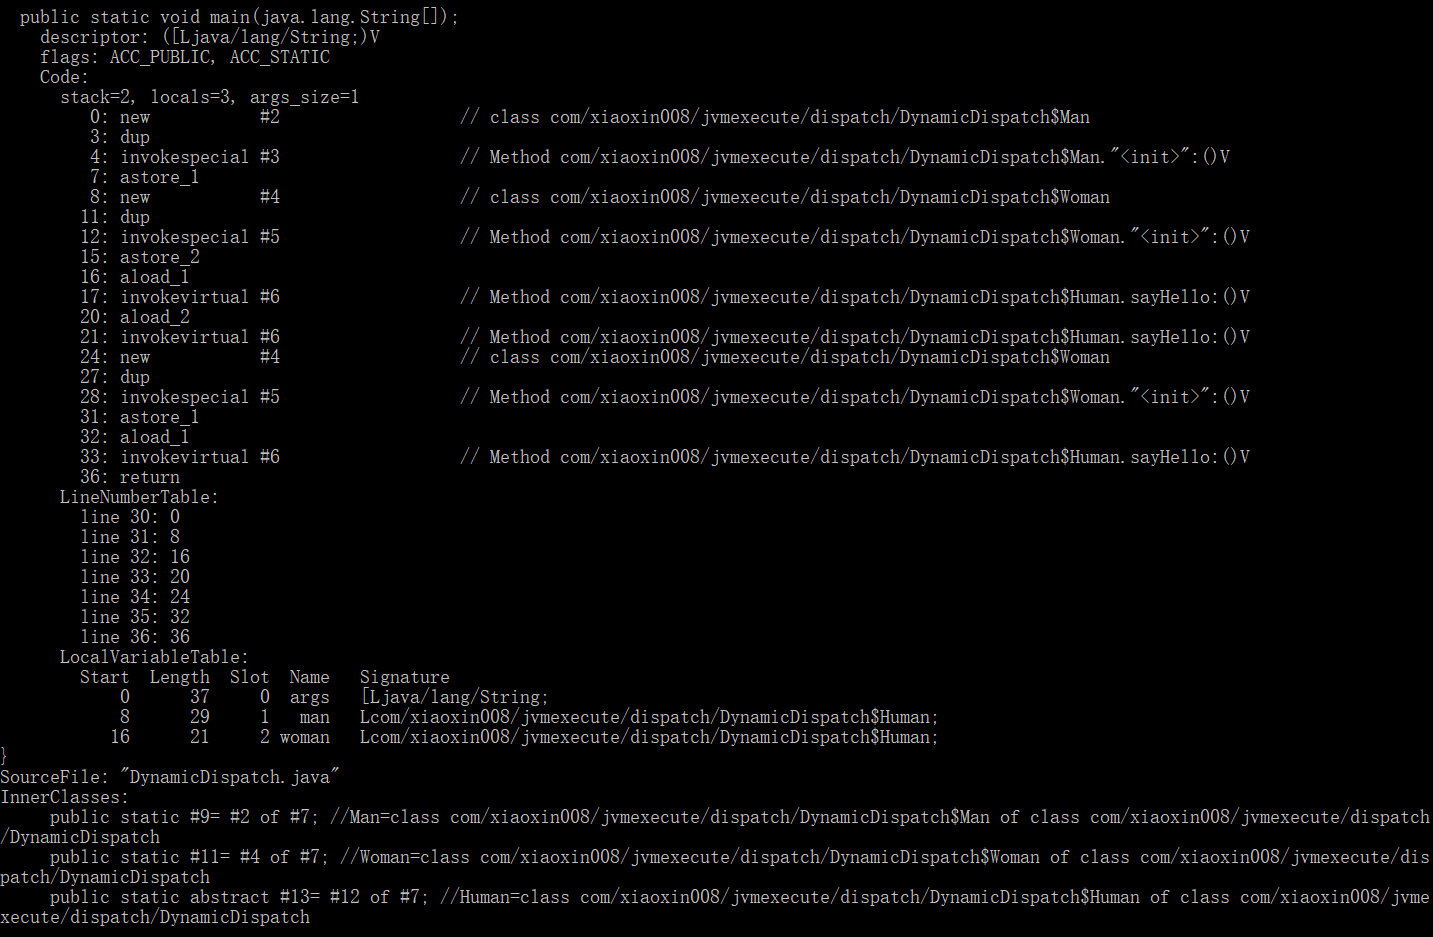 public static void main(java.lang.String[]);
descriptor: ([Ljava/lang/String;)V
flags: ACC_PUBLIC, ACC_STATIC
Code:
stack=2, locals=3, args_size=1
0: new #2 // class com/xiaoxin008/jvmexecute/dispatch/DynamicDispatch$Man
3: dup
4: invokespecial #3 // Method com/xiaoxin008/jvmexecute/dispatch/DynamicDispatch$Man."<init>":()V
7: astore_1
8: new #4 // class com/xiaoxin008/jvmexecute/dispatch/DynamicDispatch$Woman
11: dup
12: invokespecial #5 // Method com/xiaoxin008/jvmexecute/dispatch/DynamicDispatch$Woman."<init>":()V
15: astore_2
16: aload_1
17: invokevirtual #6 // Method com/xiaoxin008/jvmexecute/dispatch/DynamicDispatch$Human.sayHello:()V
20: aload_2
21: invokevirtual #6 // Method com/xiaoxin008/jvmexecute/dispatch/DynamicDispatch$Human.sayHello:()V
24: new #4 // class com/xiaoxin008/jvmexecute/dispatch/DynamicDispatch$Woman
27: dup
28: invokespecial #5 // Method com/xiaoxin008/jvmexecute/dispatch/DynamicDispatch$Woman."<init>":()V
31: astore_1
32: aload_1
33: invokevirtual #6 // Method com/xiaoxin008/jvmexecute/dispatch/DynamicDispatch$Human.sayHello:()V
36: return
LineNumberTable:
line 30: 0
line 31: 8
line 32: 16
line 33: 20
line 34: 24
line 35: 32
line 36: 36
LocalVariableTable:
Start Length Slot Name Signature
0 37 0 args [Ljava/lang/String;
8 29 1 man Lcom/xiaoxin008/jvmexecute/dispatch/DynamicDispatch$Human;
16 21 2 woman Lcom/xiaoxin008/jvmexecute/dispatch/DynamicDispatch$Human;
}
SourceFile: "DynamicDispatch.java"
InnerClasses:
public static #9= #2 of #7; //Man=class com/xiaoxin008/jvmexecute/dispatch/DynamicDispatch$Man of class com/xiaoxin008/jvmexecute/dispatch
/DynamicDispatch
public static #11= #4 of #7; //Woman=class com/xiaoxin008/jvmexecute/dispatch/DynamicDispatch$Woman of class com/xiaoxin008/jvmexecute/dis
patch/DynamicDispatch
public static abstract #13= #12 of #7; //Human=class com/xiaoxin008/jvmexecute/dispatch/DynamicDispatch$Human of class com/xiaoxin008/jvme
xecute/dispatch/DynamicDispatch